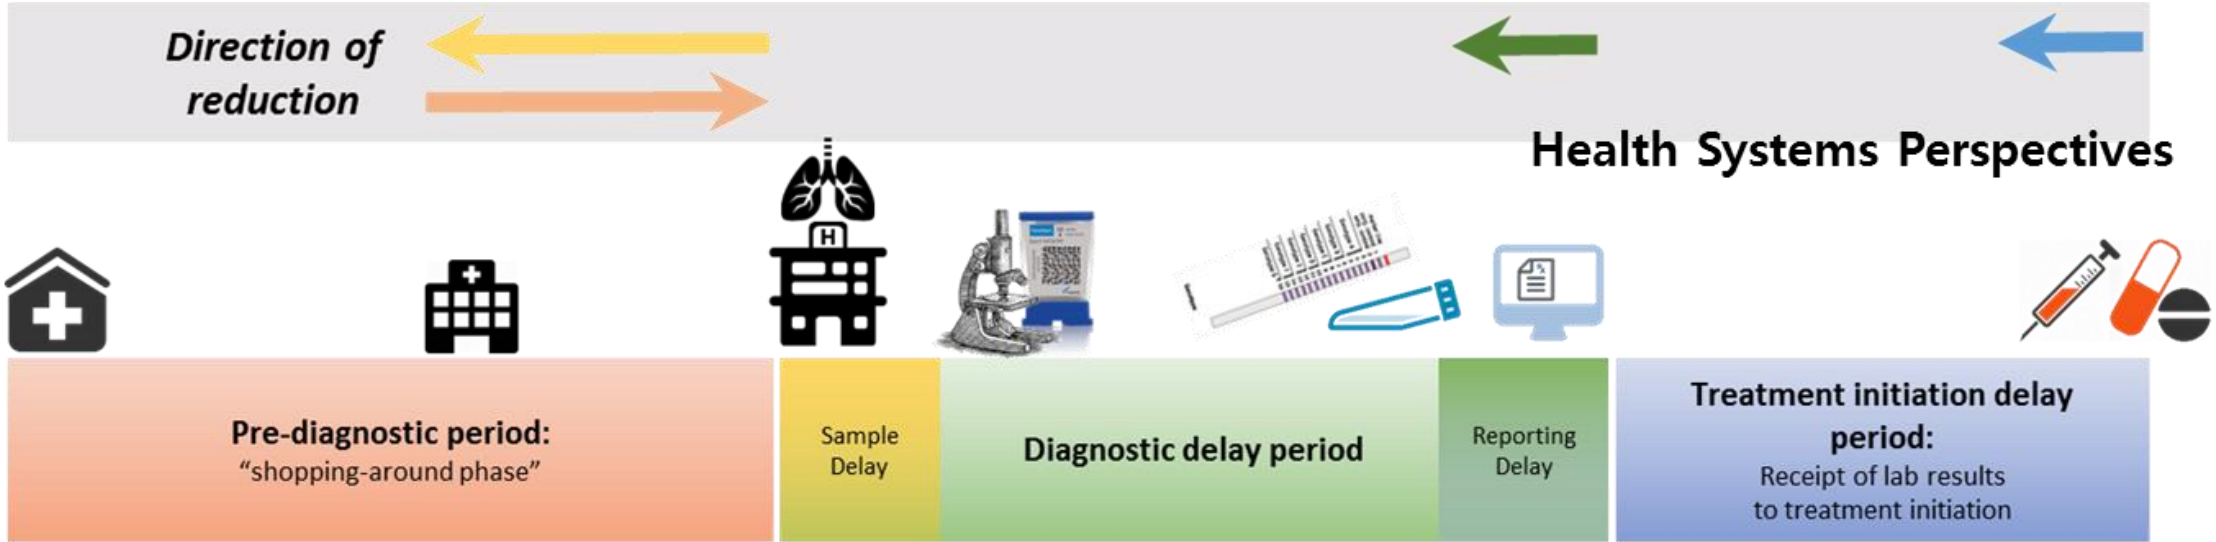 Direction of
reduction
Health Systems Perspectives
H
Pre-diagnostic period:
“shopping-around phase”
Sample
Delay
Diagnostic delay period
Reporting
Delay
Treatment initiation delay
period:
Receipt of lab results
to treatment initiation